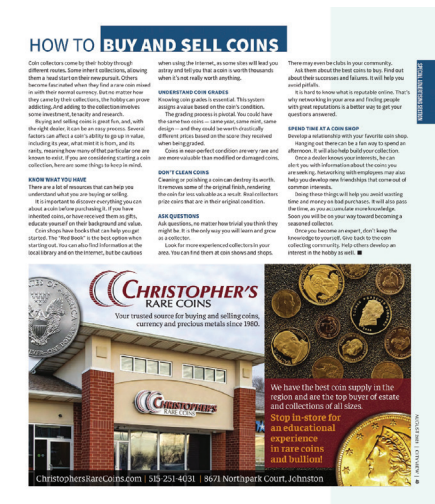 HOW TO BUY AND SELL COINS
Coin collectors come by their hobby through
different routes. Some inherit collections, allowing
them a head start on their new pursuit. Others
become fascinated when they find a rare coin mixed
in with their normal currency. But no matter how
they came by their collections, the hobby can prove
addicting. And adding to the collection involves
some investment, tenacity and research.
Buying and selling coins is great fun, and, with
the right dealer, it can be an easy process. Several
factors can affect a coin's ability to go up in value,
including its year, what mint it is from, and its
rarity, meaning how many of that particular one are
known to exist. If you are considering starting a coin
collection, here are some things to keep in mind.
KNOW WHAT YOU HAVE
There are a lot of resources that can help you
understand what you are buying or selling.
It is important to discover everything you can
about a coin before purchasing it. If you have
inherited coins, or have received them as gifts,
educate yourself on their background and value.
Coin shops have books that can help you get
started. The "Red Book" is the best option when
starting out. You can also find information at the
local library and on the internet, but be cautious
when using the internet, as some sites will lead you
astray and tell you that a coin is worth thousands
when it's not really worth anything.
UNDERSTAND COIN GRADES
Knowing coin grades is essential. This system
assigns a value based on the coin's condition.
The grading process is pivotal. You could have
the same two coins — same year, same mint, same
design — and they could be worth drastically
different prices based on the score they received
when being graded.
Coins in near-perfect condition are very rare and
are more valuable than modified or damaged coins.
DON'T CLEAN COINS
Cleaning or polishing a coin can destroy its worth.
It removes some of the original finish, rendering
the coin far less valuable as a result. Real collectors
prize coins that are in their original condition.
ASK QUESTIONS
Ask questions, no matter how trivial you think they
might be. It is the only way you will learn and grow
as a collector.
Look for more experienced collectors in your
area. You can find them at coin shows and shops.
There may even be clubs in your community.
Ask them about the best coins to buy. Find out
about their successes and failures. It will help you
avoid pitfalls.
It is hard to know what is reputable online. That's
why networking in your area and finding people
with great reputations is a better way to get your
questions answered.
SPEND TIME AT A COIN SHOP
Develop a relationship with your favorite coin shop.
Hanging out there can be a fun way to spend an
afternoon. It will also help build your collection.
Once a dealer knows your interests, he can
alert you with information about the coins you
are seeking. Networking with employees may also
help you develop new friendships that come out of
common interests.
Doing these things will help you avoid wasting
time and money on bad purchases. It will also pass
the time, as you accumulate more knowledge.
Soon you will be on your way toward becoming a
seasoned collector.
Once you become an expert, don't keep the
knowledge to yourself. Give back to the coin
collecting community. Help others develop an
interest in the hobby as well. ■
SPECIAL ADVERTISING SECTION
CHRISTOPHER'S
RARE COINS
Your trusted source for buying and selling coins,
currency and precious metals since 1960.
CHRISTOPHER'S
RARE COINS
We have the best coin supply in the
region and are the top buyer of estate
and collections of all sizes.
Stop in-store for
an educational
experience
in rare coins
and bullion!
ChristophersRareCoins.com | 515-251-4031 | 8671 Northpark Court, Johnston